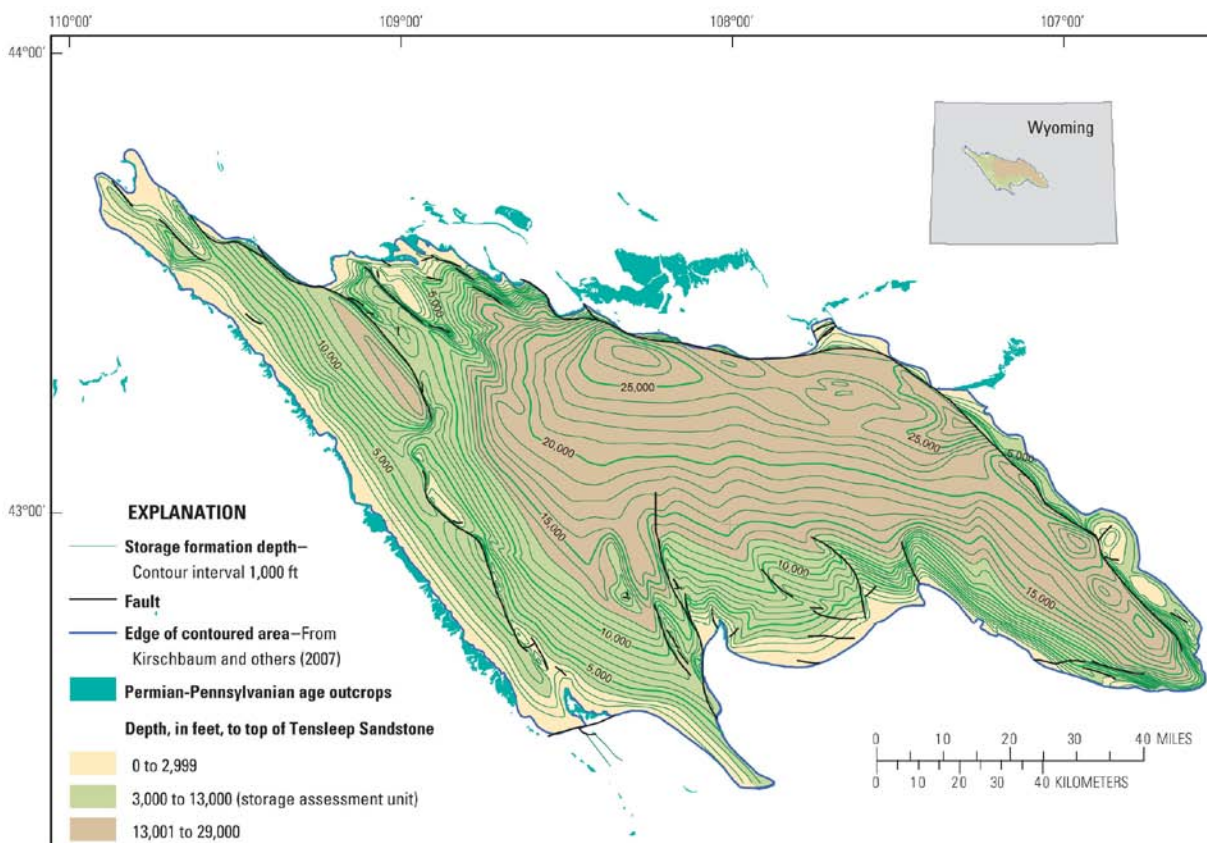 110°00'
109°00'
108°00'
107°00'
44°00'
Wyoming
5,000
10,000
25,000
20,000
25,000
5,000
5,000
43°00'
15,000
10,000
15,000
10,000
5,000
EXPLANATION
Storage formation depth—
Contour interval 1,000 ft
Fault
Edge of contoured area—From
Kirschbaum and others (2007)
Permian-Pennsylvanian age outcrops
Depth, in feet, to top of Tensleep Sandstone
0 to 2,999
3,000 to 13,000 (storage assessment unit)
13,001 to 29,000
0 10 20 30 40 MILES
0 10 20 30 40 KILOMETERS